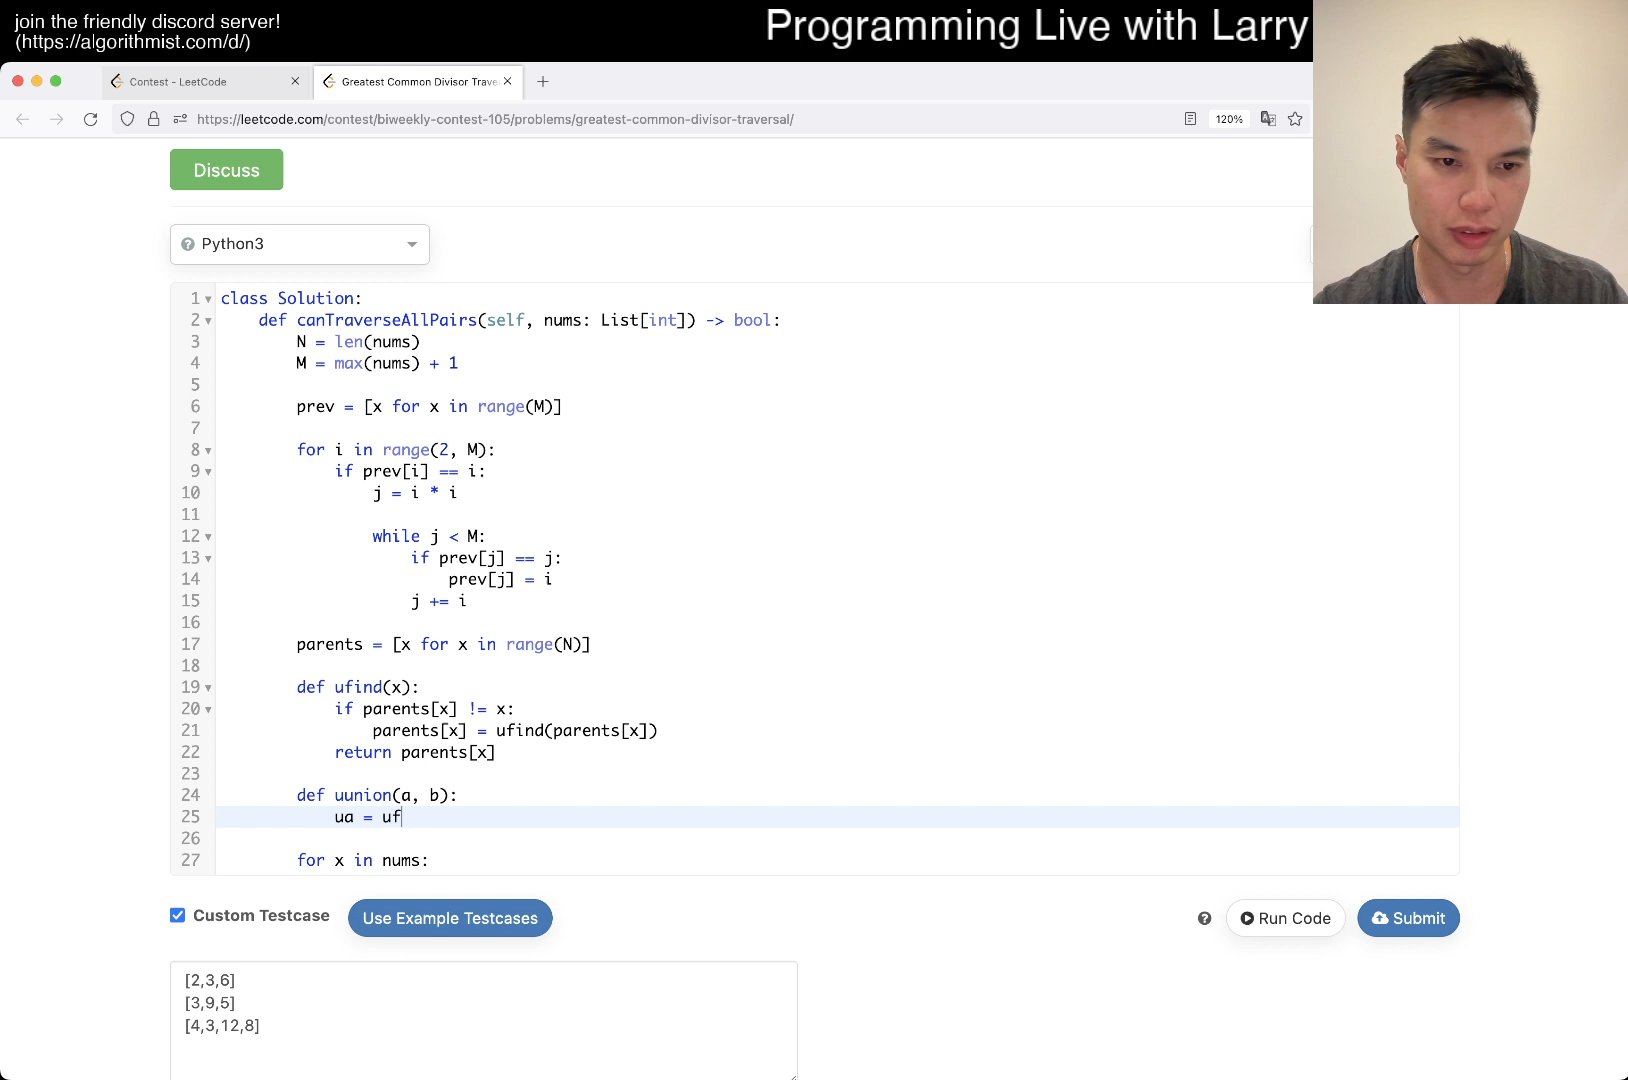 join the friendly discord server!
(https://algorithmist.com/d/)
Programming Live with Larry
Contest - LeetCode
Greatest Common Divisor Trave
https://leetcode.com/contest/biweekly-contest-105/problems/greatest-common-divisor-traversal/
120%
Discuss
Python3
1 class Solution:
2 def canTraverseAllPairs(self, nums: List[int]) -> bool:
3 N = len(nums)
4 M = max(nums) + 1
5
6 prev = [x for x in range(M)]
7
8 for i in range(2, M):
9 if prev[i] == i:
10 j = i * i
11
12 while j < M:
13 if prev[j] == j:
14 prev[j] = i
15 j += i
16
17 parents = [x for x in range(N)]
18
19 def ufind(x):
20 if parents[x] != x:
21 parents[x] = ufind(parents[x])
22 return parents[x]
23
24 def uunion(a, b):
25 ua = uf
26
27 for x in nums:
Custom Testcase
Use Example Testcases
Run Code
Submit
[2,3,6]
[3,9,5]
[4,3,12,8]